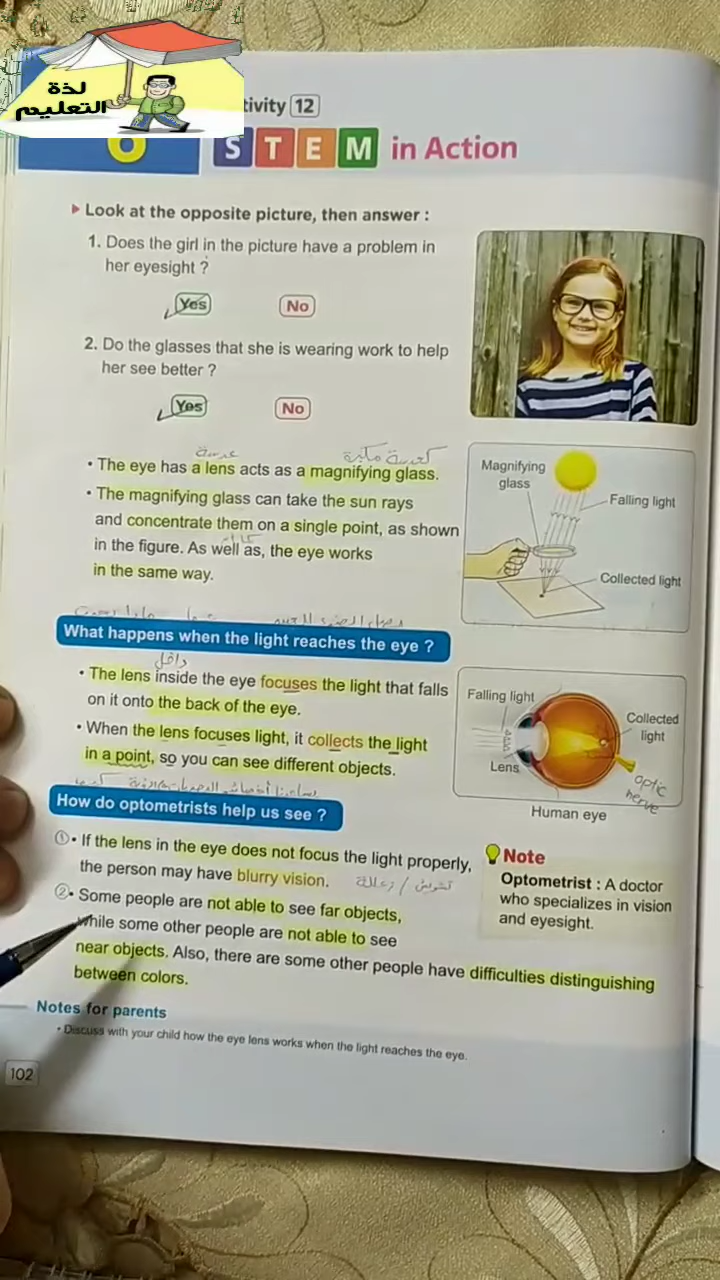 لذة
التعليم
tivity 12
6
STEM in Action
Look at the opposite picture, then answer :
1. Does the girl in the picture have a problem in
her eyesight ?
Yes No
2. Do the glasses that she is wearing work to help
her see better ?
Yes No
عدسة كعدسة مكبرة
• The eye has a lens acts as a magnifying glass.
• The magnifying glass can take the sun rays
and concentrate them on a single point, as shown
in the figure. As well as, the eye works
in the same way.
Magnifying
glass
Falling light
Collected light
What happens when the light reaches the eye ?
داخل
• The lens inside the eye focuses the light that falls
on it onto the back of the eye.
• When the lens focuses light, it collects the light
in a point, so you can see different objects.
Falling light
Collected
light
Lens
optic
nerve
Human eye
How do optometrists help us see ?
① • If the lens in the eye does not focus the light properly,
the person may have blurry vision.
② • Some people are not able to see far objects,
while some other people are not able to see
near objects. Also, there are some other people have difficulties distinguishing
between colors.
Note
Optometrist : A doctor
who specializes in vision
and eyesight.
Notes for parents
• Discuss with your child how the eye lens works when the light reaches the eye.
102